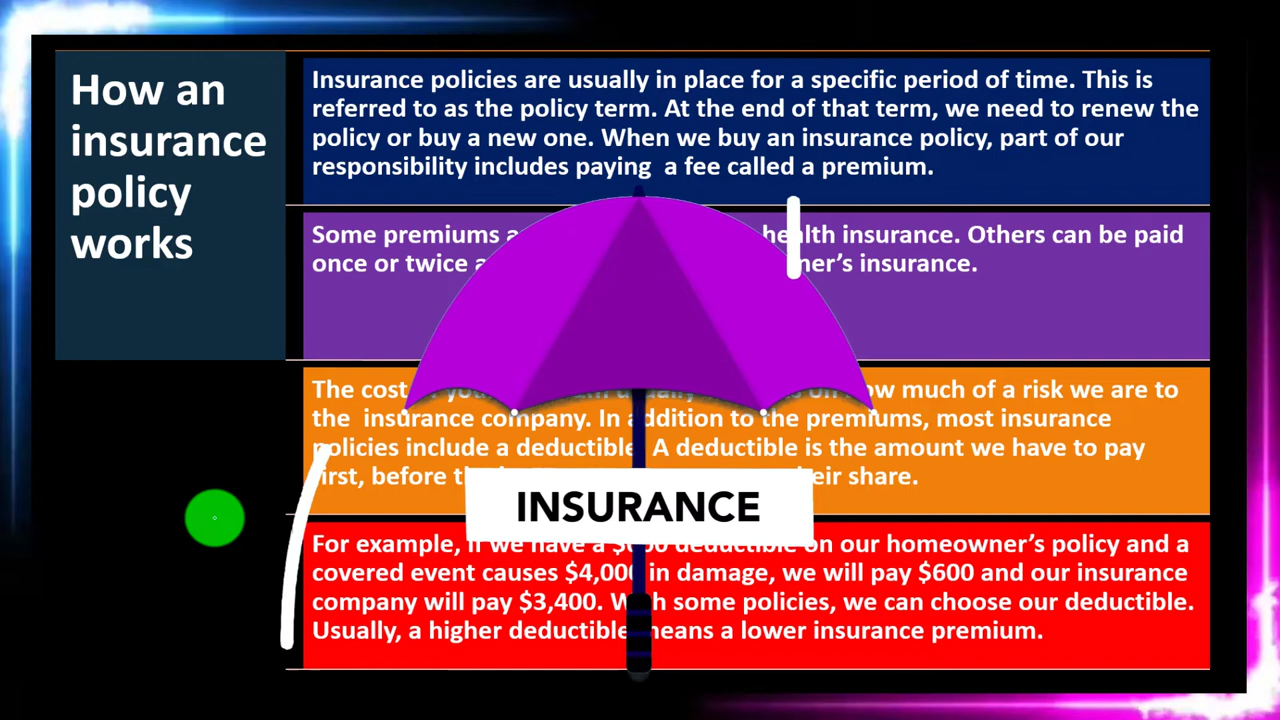 How an
insurance
policy
works
Insurance policies are usually in place for a specific period of time. This is
referred to as the policy term. At the end of that term, we need to renew the
policy or buy a new one. When we buy an insurance policy, part of our
responsibility includes paying a fee called a premium.
Some premiums health insurance. Others can be paid
once or twice insurance.
The cost how much of a risk we are to
the insurance company. In addition to the premiums, most insurance
policies include a deductible. A deductible is the amount we have to pay
first, before their share.
For example, if we have a deductible on our homeowner's policy and a
covered event causes $4,000 in damage, we will pay $600 and our insurance
company will pay $3,400. With some policies, we can choose our deductible.
Usually, a higher deductible means a lower insurance premium.
INSURANCE